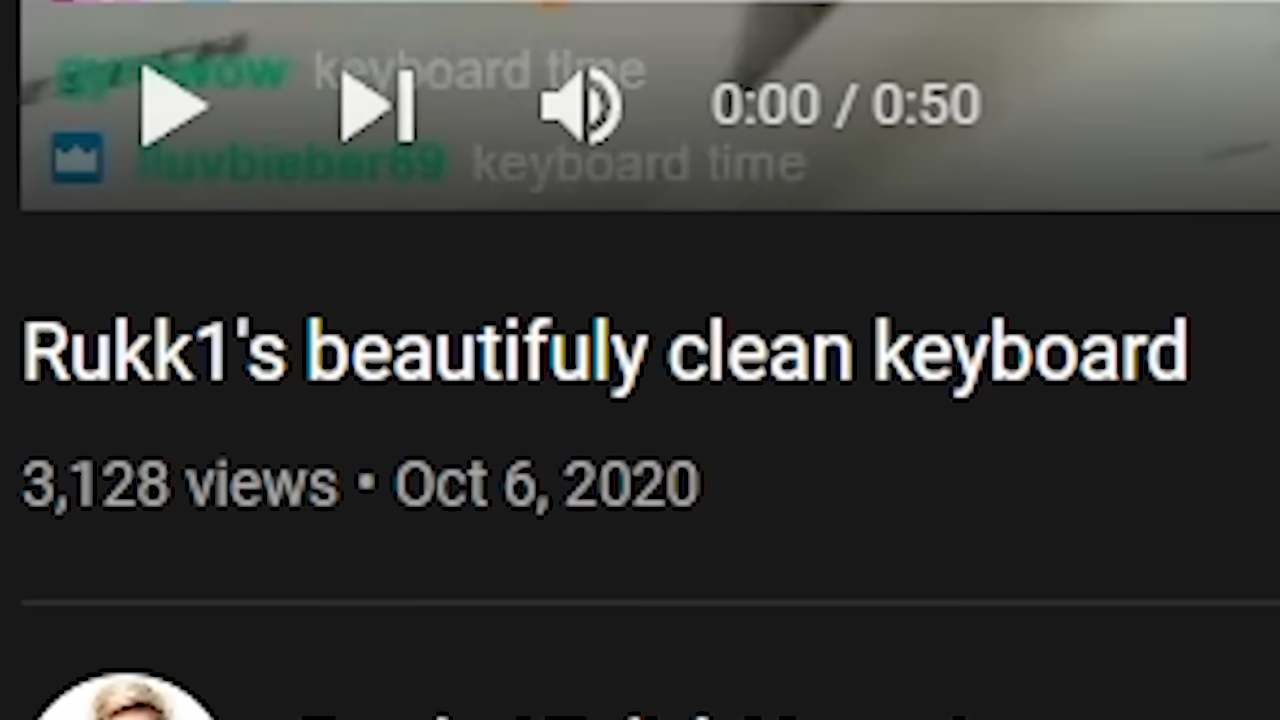 keyboard time
0:00 / 0:50
keyboard time
Rukk1's beautifuly clean keyboard
3,128 views • Oct 6, 2020